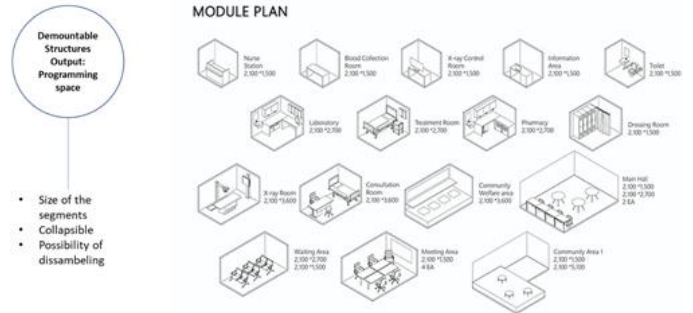 MODULE PLAN
Demountable
Structures
Output:
Programming
space
• Size of the
segments
• Collapsible
• Possibility of
dissambeling
Nurse
Station
2,100 *1,500
Blood Collection
Room
2,100 *1,500
X-ray Control
Room
2,100 *1,500
Information
Area
2,100 *1,500
Toilet
2,100 *1,500
Laboratory
2,100 *2,700
Treatment Room
2,100 *2,700
Pharmacy
2,100 *2,700
Dressing Room
2,100 *1,500
X-ray Room
2,100 *3,600
Consultation
Room
2,100 *3,600
Community
Welfare area
2,100 *3,600
Main Hall
2,100 *1,500
2,100 *2,700
2 EA
Waiting Area
2,100 *2,700
2,100 *1,500
Meeting Area
2,100 *1,500
4 EA
Community Area 1
2,100 *1,500
2,100 *5,100